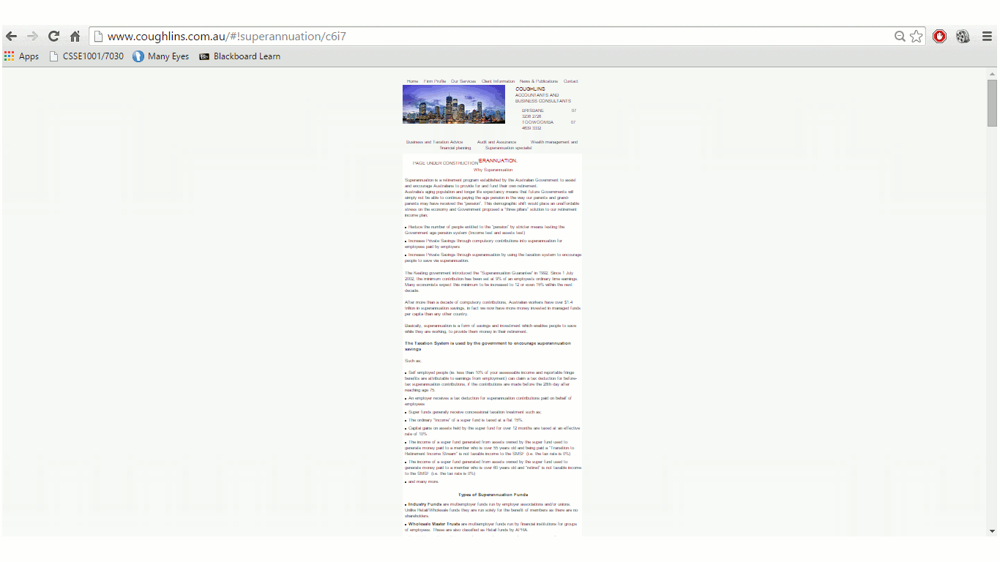 www.coughlins.com.au/#!superannuation/c6i7
Apps CSSE1001/7030 Many Eyes Bb Blackboard Learn
Home Firm Profile Our Services Client Information News & Publications Contact
COUGHLINS
ACCOUNTANTS AND
BUSINESS CONSULTANTS
BRISBANE 07
3236 2726
TOOWOOMBA 07
4639 3332
Business and Taxation Advice Audit and Assurance Wealth management and
financial planning Superannuation specialist
PAGE UNDER CONSTRUCTION ERANNUATION.
Why Superannuation
Superannuation is a retirement program established by the Australian Government to assist
and encourage Australians to provide for and fund their own retirement.
Australia's aging population and longer life expectancy means that future Governments will
simply not be able to continue paying the age pension in the way our parents and grand-
parents may have received the "pension". This demographic shift would place an unaffordable
stress on the economy and Government proposed a "three pillars" solution to our retirement
income plan;
• Reduce the number of people entitled to the "pension" by stricter means testing the
Government age pension system (Income test and assets test)
• Increase Private Savings through compulsory contributions into superannuation for
employees paid by employers
• Increase Private Savings through superannuation by using the taxation system to encourage
people to save via superannuation.
The Keating government introduced the "Superannuation Guarantee" in 1992. Since 1 July
2002, the minimum contribution has been set at 9% of an employee's ordinary time earnings.
Many economists expect this minimum to be increased to 12 or even 15% within the next
decade.
After more than a decade of compulsory contributions, Australian workers have over $1.4
trillion in superannuation savings, in fact we now have more money invested in managed funds
per capita than any other country.
Basically, superannuation is a form of savings and investment which enables people to save
while they are working, to provide them money in their retirement.
The Taxation System is used by the government to encourage superannuation
savings
Such as;
• Self employed people (ie. less than 10% of your assessable income and reportable fringe
benefits are attributable to earnings from employment) can claim a tax deduction for before-
tax superannuation contributions, if the contributions are made before the 28th day after
reaching age 75.
• An employer receives a tax deduction for superannuation contributions paid on behalf of
employees
• Super funds generally receive concessional taxation treatment such as;
• The ordinary "Income" of a super fund is taxed at a flat 15%.
• Capital gains on assets held by the super fund for over 12 months are taxed at an effective
rate of 10%
• The income of a super fund generated from assets owned by the super fund used to
generate money paid to a member who is over 55 years old and being paid a "Transition to
Retirement Income Stream" is not taxable income to the SMSF (i.e. the tax rate is 0%)
• The income of a super fund generated from assets owned by the super fund used to
generate money paid to a member who is over 60 years old and "retired" is not taxable income
to the SMSF (i.e. the tax rate is 0%)
• and many more.
Types of Superannuation Funds
• Industry Funds are multiemployer funds run by employer associations and/or unions.
Unlike Retail/Wholesale funds they are run solely for the benefit of members as there are no
shareholders.
• Wholesale Master Trusts are multiemployer funds run by financial institutions for groups
of employees. These are also classified as Retail funds by APRA.